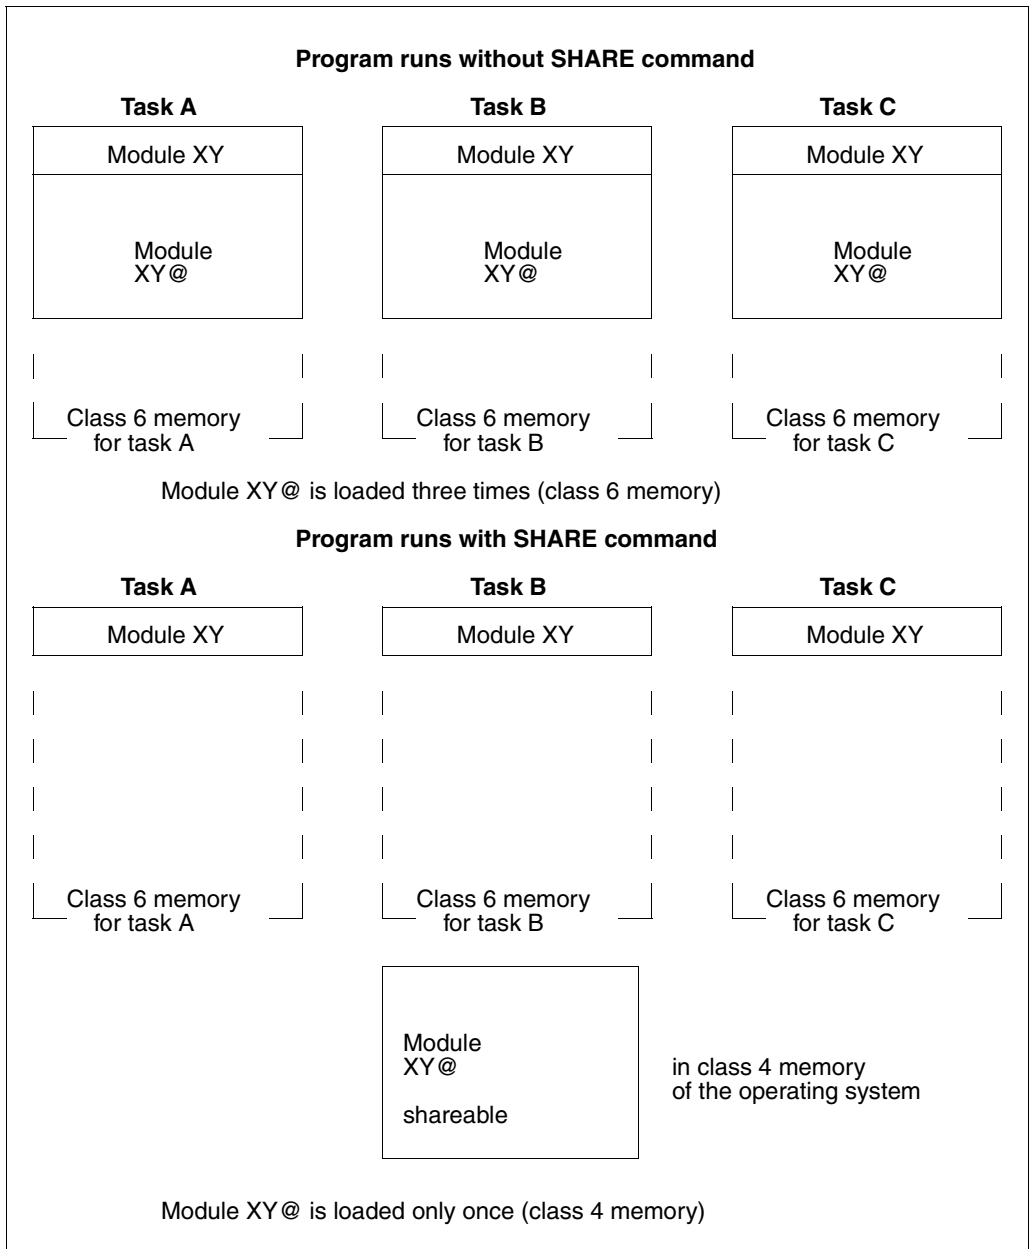 Program runs without SHARE command
Task A
Task B
Task C
Module XY
Module XY
Module XY
Module
XY@
Module
XY@
Module
XY@
Class 6 memory
for task A
Class 6 memory
for task B
Class 6 memory
for task C
Module XY@ is loaded three times (class 6 memory)
Program runs with SHARE command
Task A
Task B
Task C
Module XY
Module XY
Module XY
Class 6 memory
for task A
Class 6 memory
for task B
Class 6 memory
for task C
Module
XY@
shareable
in class 4 memory
of the operating system
Module XY@ is loaded only once (class 4 memory)